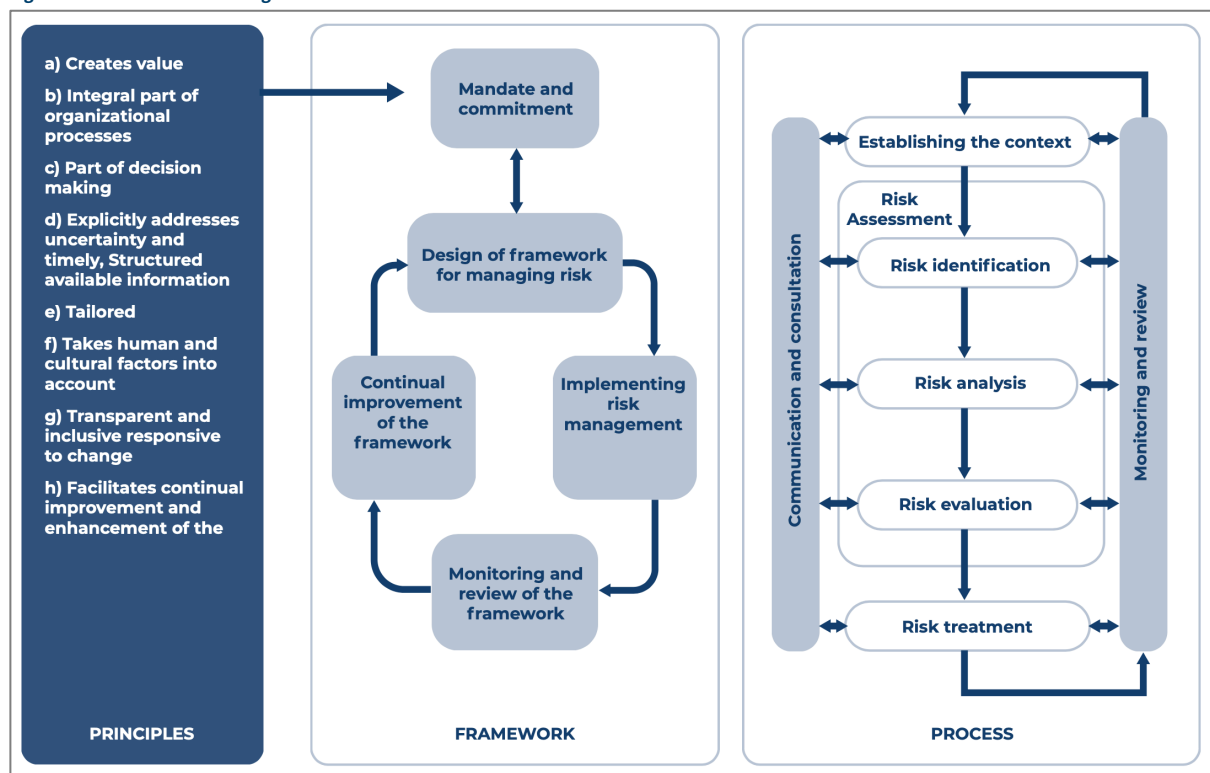 a) Creates value
b) Integral part of
organizational
processes
c) Part of decision
making
d) Explicitly addresses
uncertainty and
timely, Structured
available information
e) Tailored
f) Takes human and
cultural factors into
account
g) Transparent and
inclusive responsive
to change
h) Facilitates continual
improvement and
enhancement of the
PRINCIPLES
Mandate and
commitment
Design of framework
for managing risk
Implementing
risk
management
Monitoring and
review of the
framework
Continual
improvement
of the
framework
FRAMEWORK
Communication and consultation
Establishing the context
Risk
Assessment
Risk identification
Risk analysis
Risk evaluation
Risk treatment
Monitoring and review
PROCESS